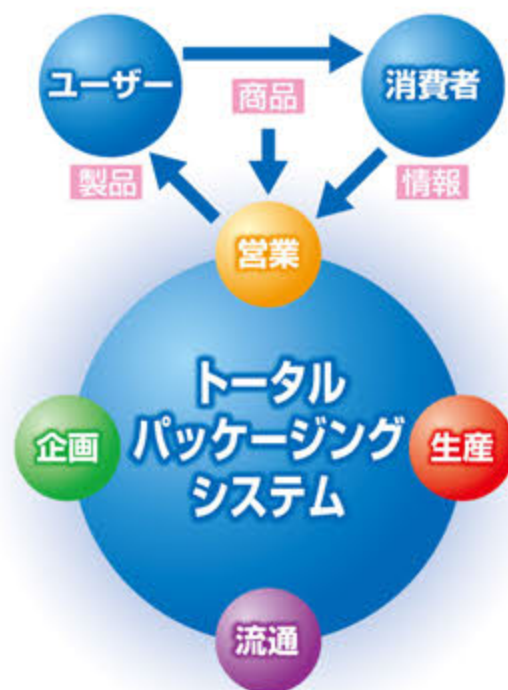 ユーザー
消費者
商品
製品
情報
営業
トータル
パッケージング
システム
企画
生産
流通